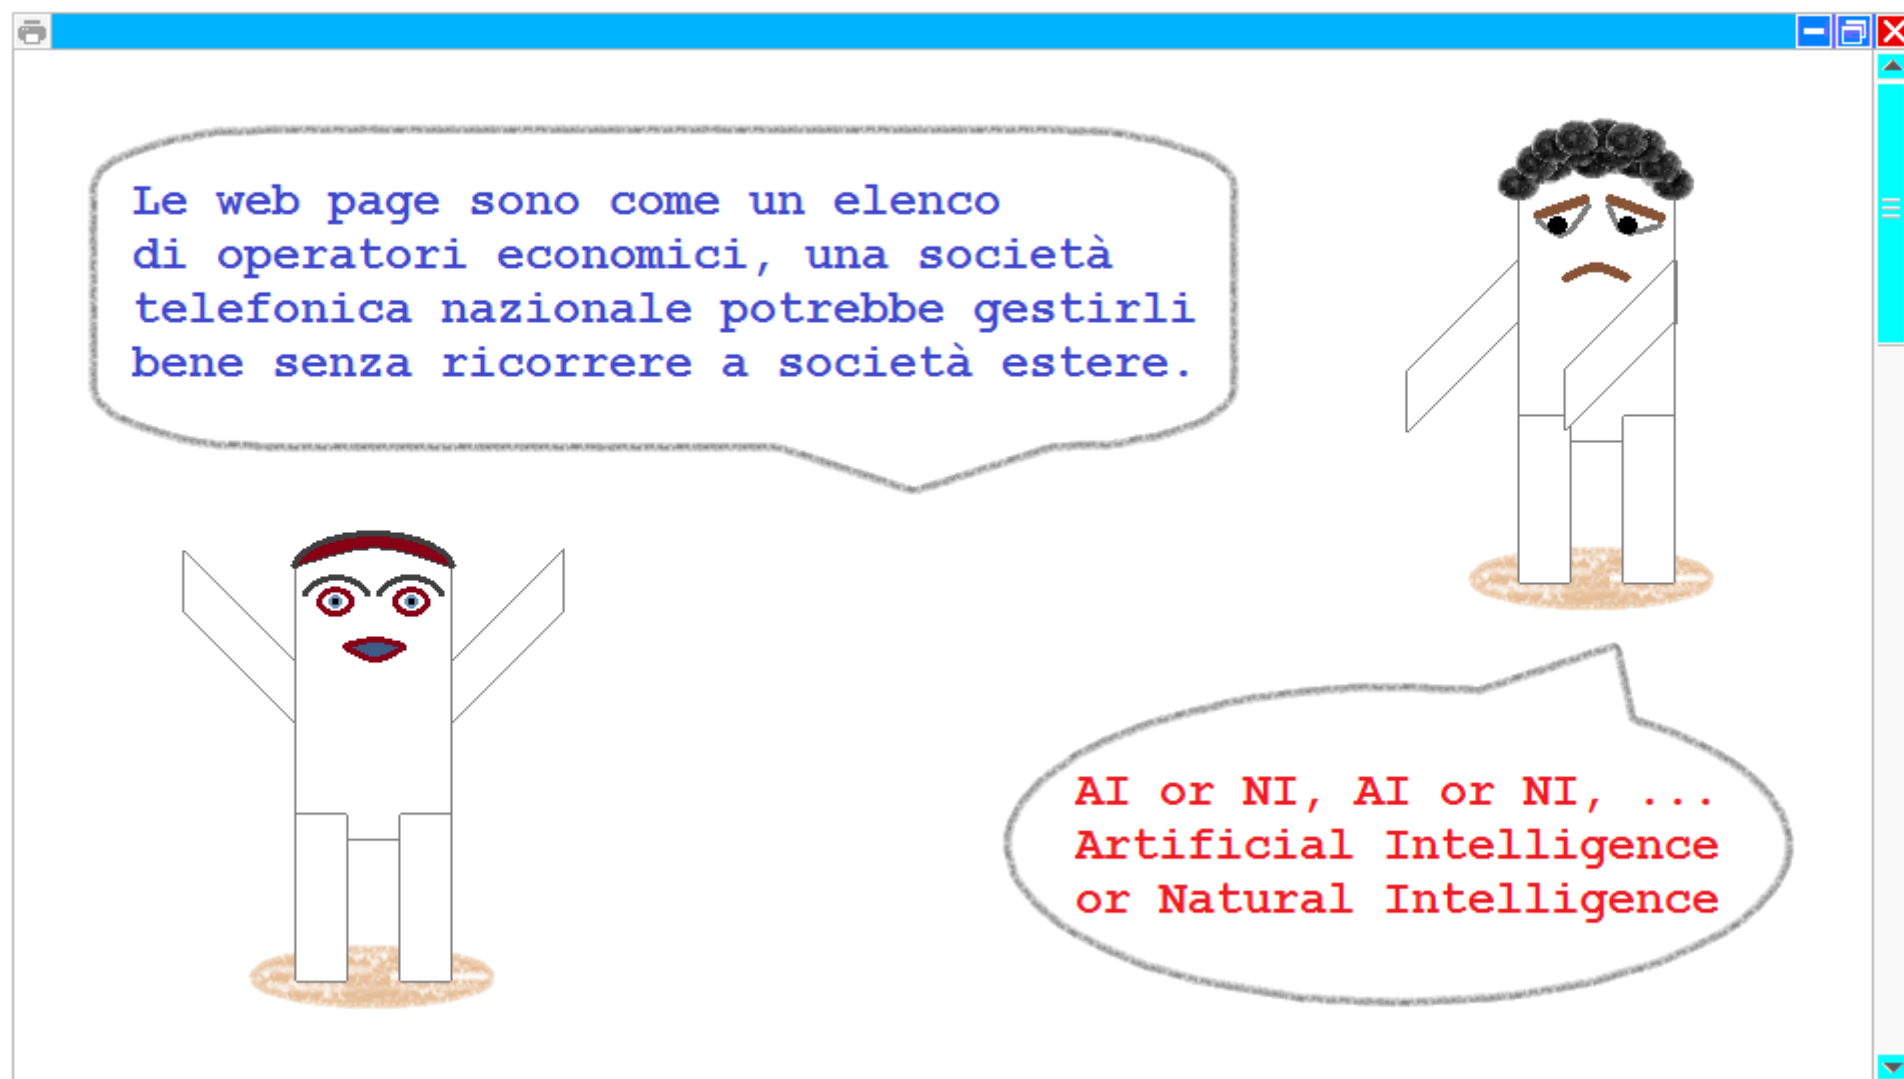 Le web page sono come un elenco
di operatori economici, una società
telefonica nazionale potrebbe gestirli
bene senza ricorrere a società estere.
AI or NI, AI or NI, ...
Artificial Intelligence
or Natural Intelligence